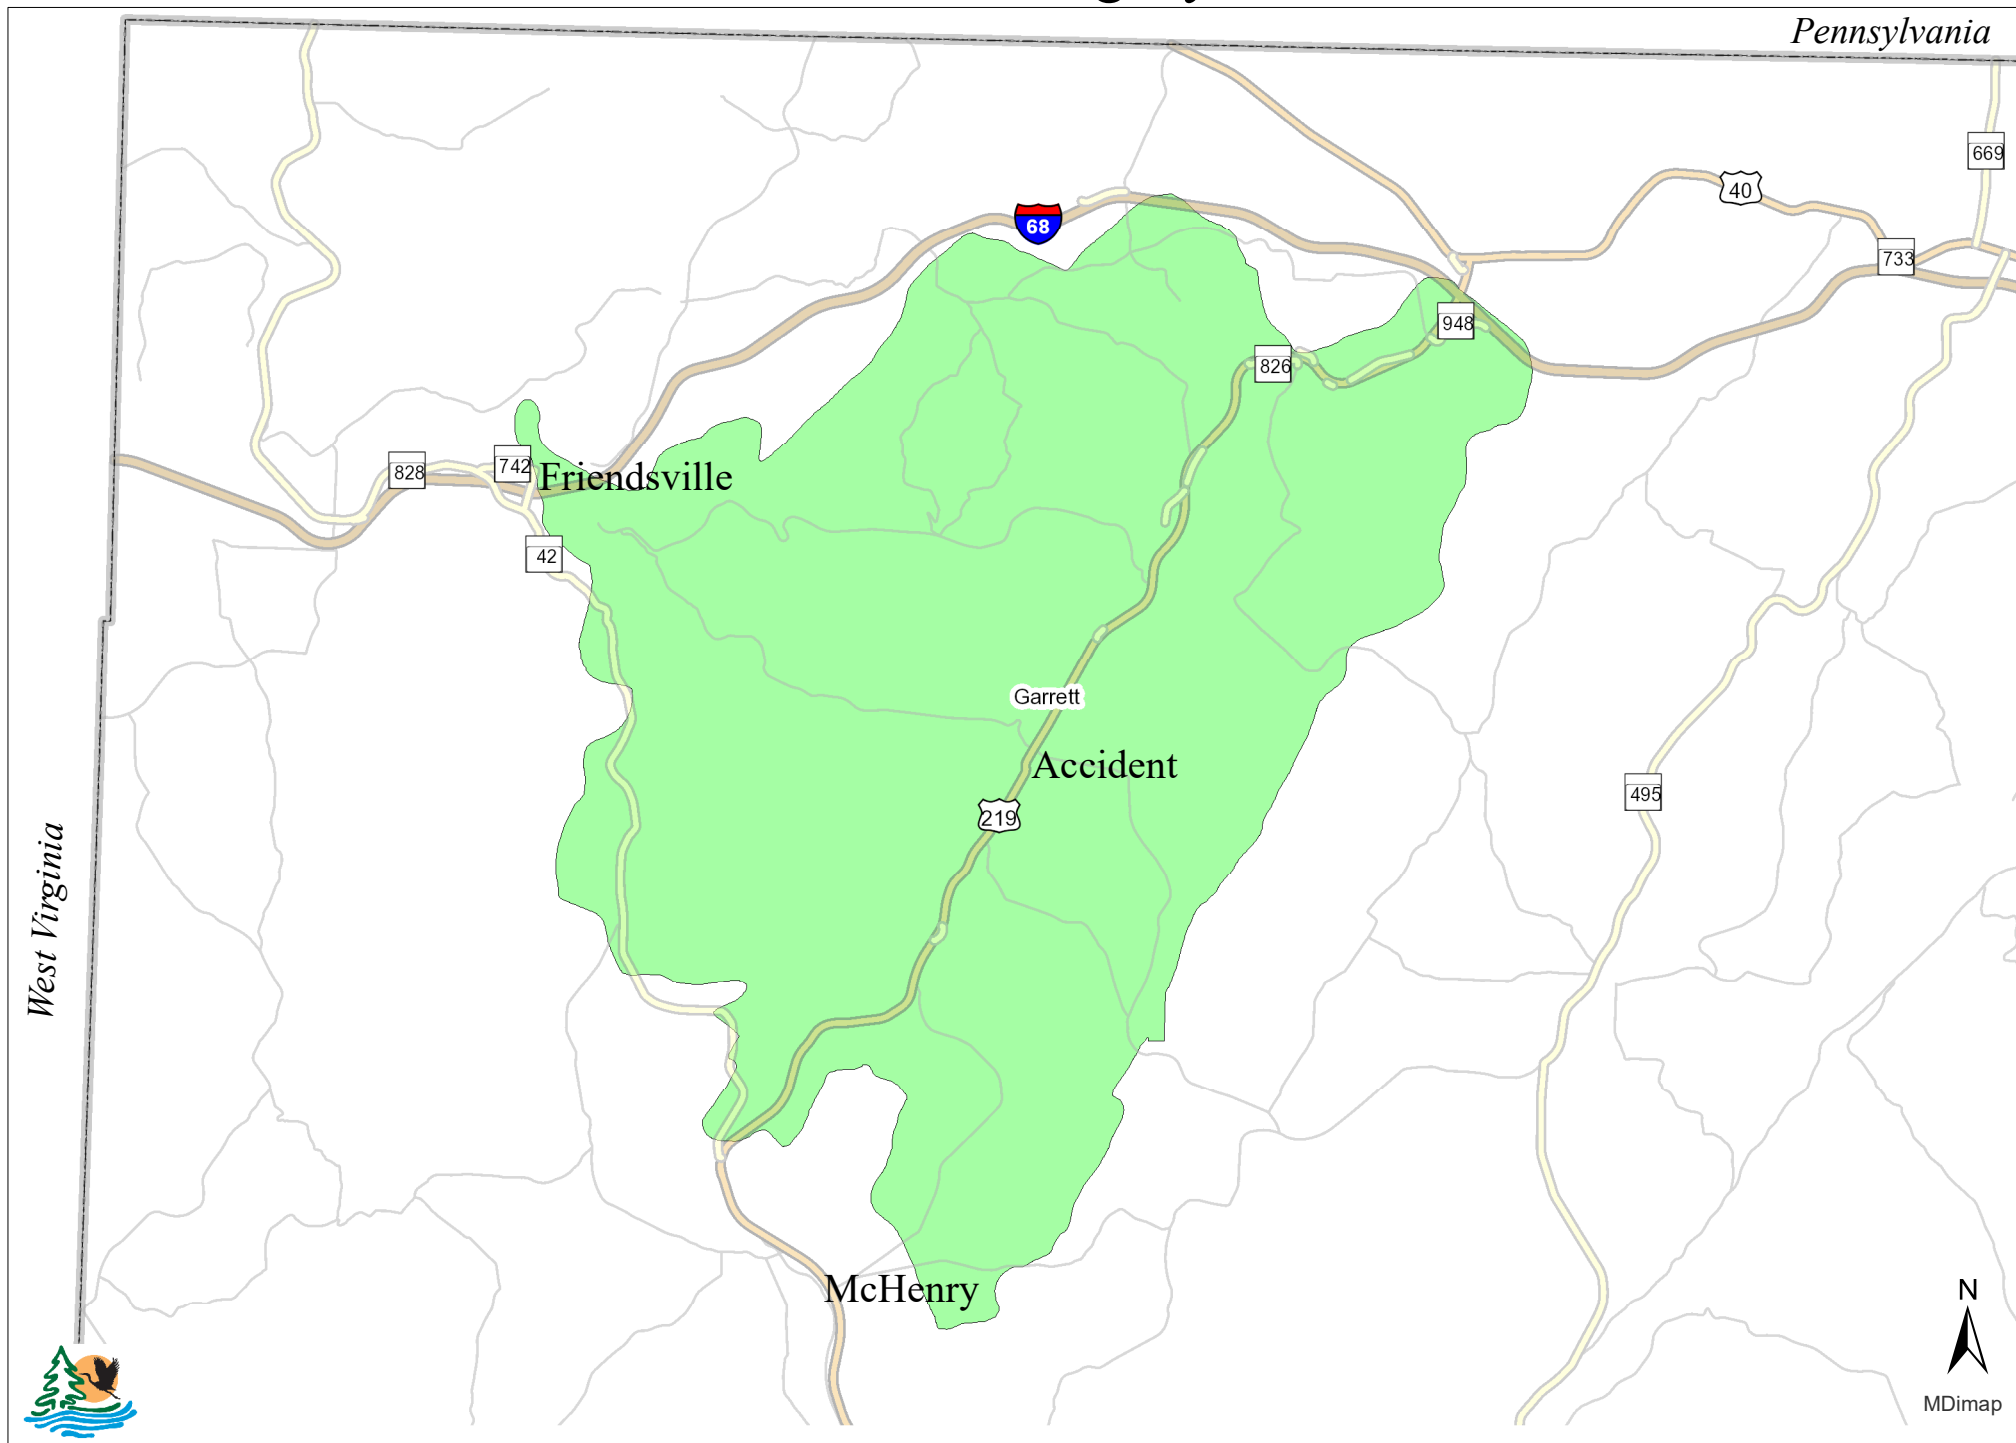 Pennsylvania
669
40
68
733
948
826
828
742
Friendsville
42
Garrett
Accident
495
219
West Virginia
McHenry
N
MDimap